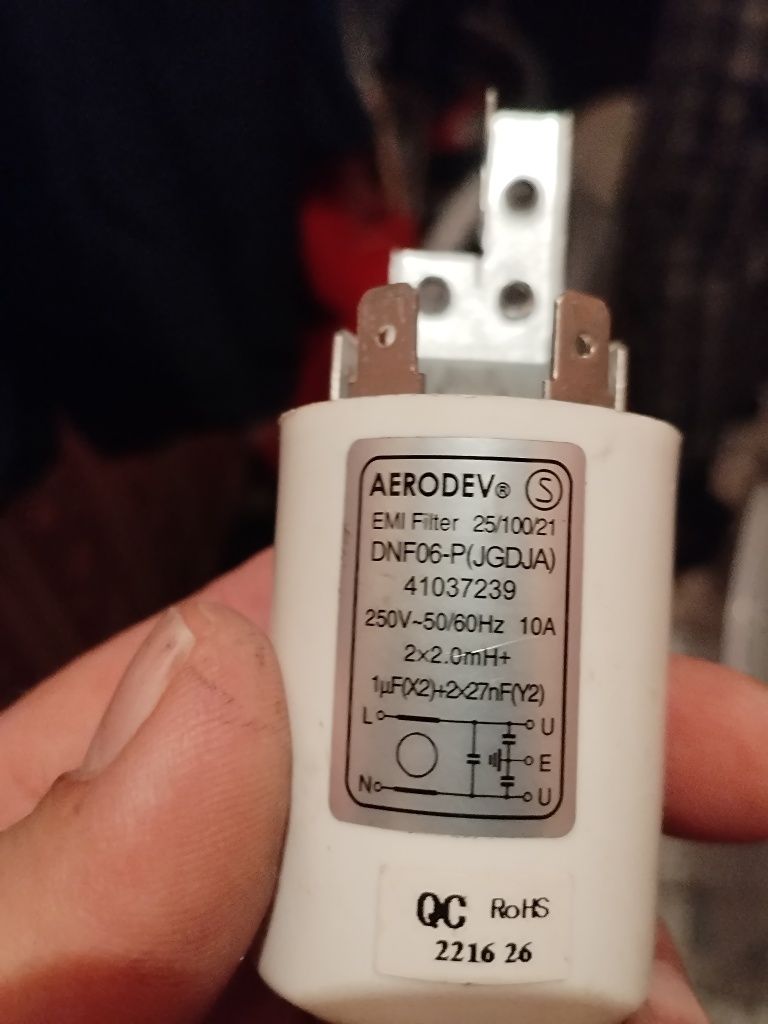 AERODEV® Ⓢ
EMI Filter 25/100/21
DNF06-P(JGDJA)
41037239
250V~50/60Hz 10A
2×2.0mH+
1μF(X2)+2×27nF(Y2)
L U
E
N U
QC RoHS
2216 26